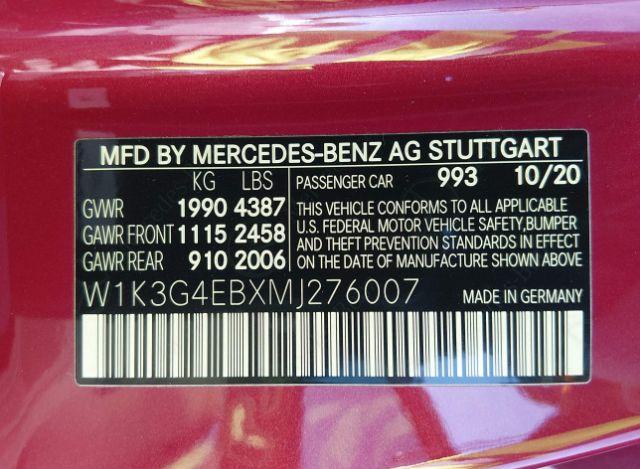 MFD BY MERCEDES-BENZ AG STUTTGART
KG LBS PASSENGER CAR 993 10/20
GWR 1990 4387
GAWR FRONT 1115 2458
GAWR REAR 910 2006
THIS VEHICLE CONFORMS TO ALL APPLICABLE
U.S. FEDERAL MOTOR VEHICLE SAFETY,BUMPER
AND THEFT PREVENTION STANDARDS IN EFFECT
ON THE DATE OF MANUFACTURE SHOWN ABOVE
W1K3G4EBXMJ276007 MADE IN GERMANY